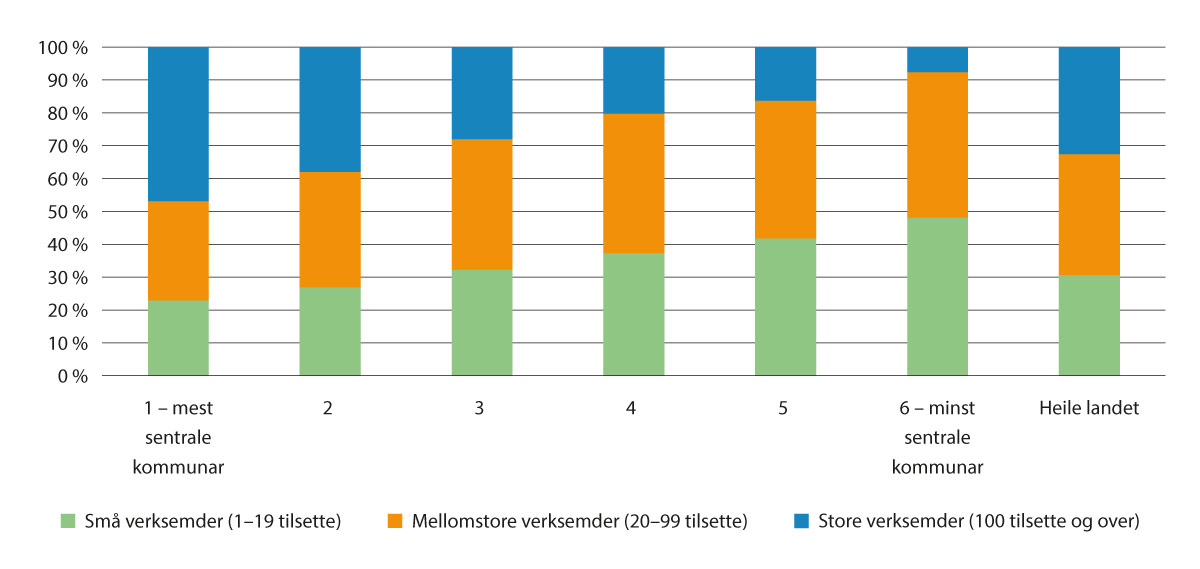 100 %
90 %
80 %
70 %
60 %
50 %
40 %
30 %
20 %
10 %
0 %
1 – mest
sentrale
kommunar
2
3
4
5
6 – minst
sentrale
kommunar
Heile landet
Små verksemder (1–19 tilsette)
Mellomstore verksemder (20–99 tilsette)
Store verksemder (100 tilsette og over)